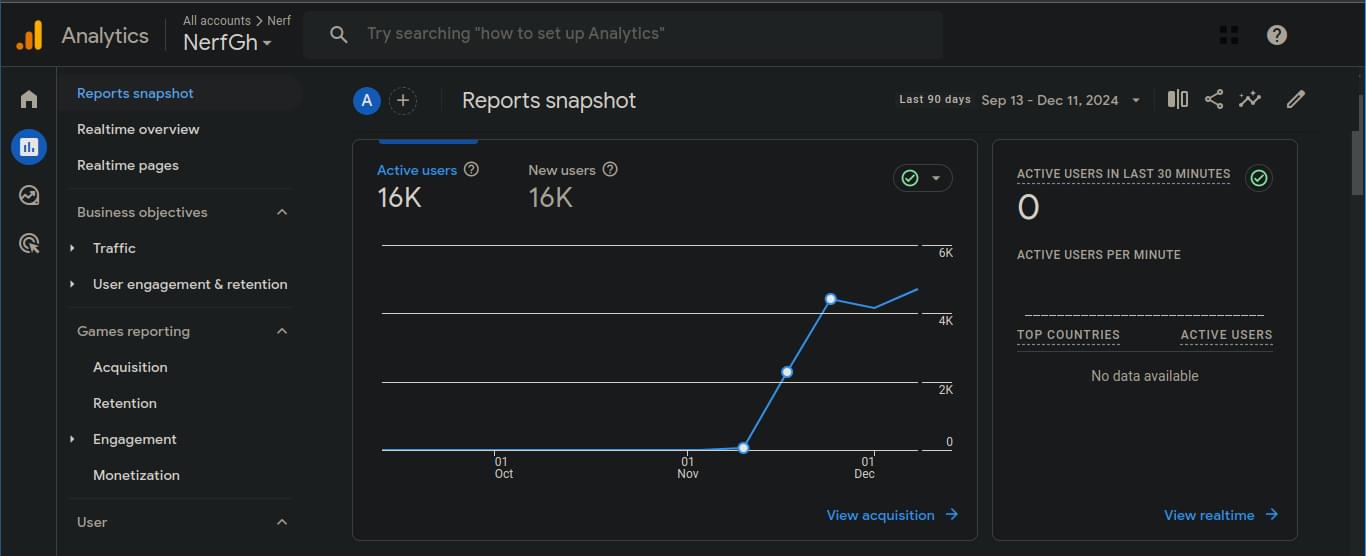 Analytics
All accounts > Nerf
NerfGh
Try searching "how to set up Analytics"
Reports snapshot
Realtime overview
Realtime pages
Business objectives
Traffic
User engagement & retention
Games reporting
Acquisition
Retention
Engagement
Monetization
User
A
+
Reports snapshot
Last 90 days Sep 13 - Dec 11, 2024
Active users
16K
New users
16K
6K
4K
2K
0
01
Oct
01
Nov
01
Dec
View acquisition
ACTIVE USERS IN LAST 30 MINUTES
0
ACTIVE USERS PER MINUTE
TOP COUNTRIES ACTIVE USERS
No data available
View realtime